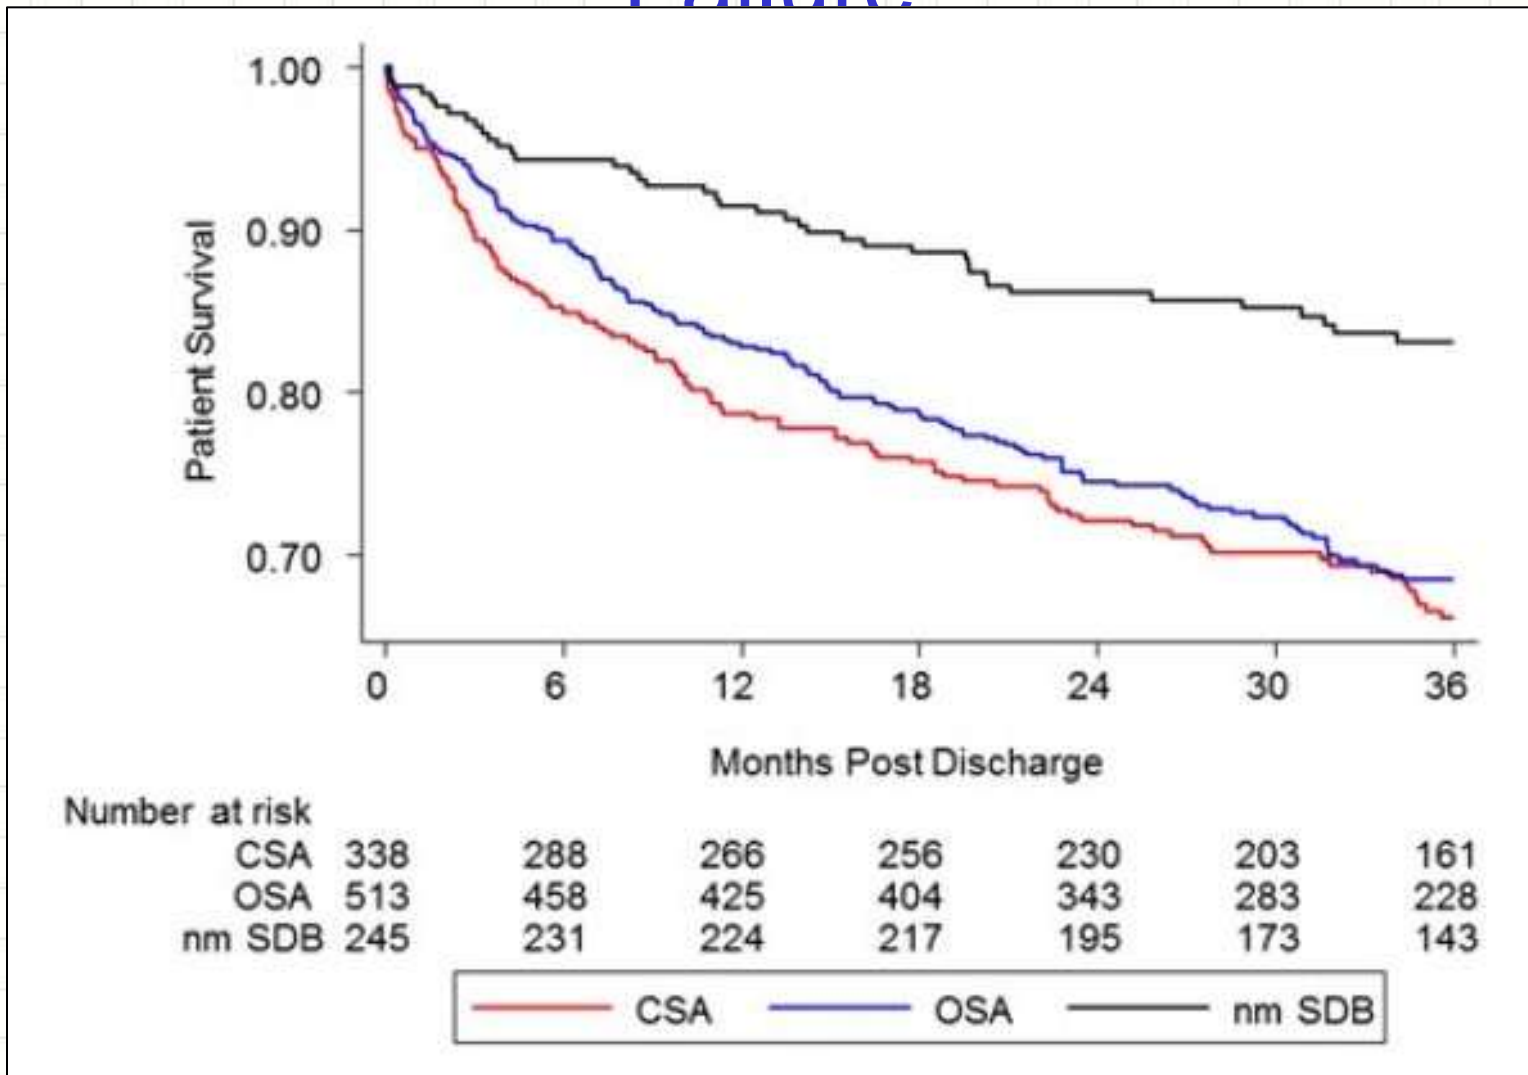 1.00
0.90
0.80
0.70
Patient Survival
0 6 12 18 24 30 36
Months Post Discharge
Number at risk
CSA 338 288 266 256 230 203 161
OSA 513 458 425 404 343 283 228
nm SDB 245 231 224 217 195 173 143
CSA OSA nm SDB